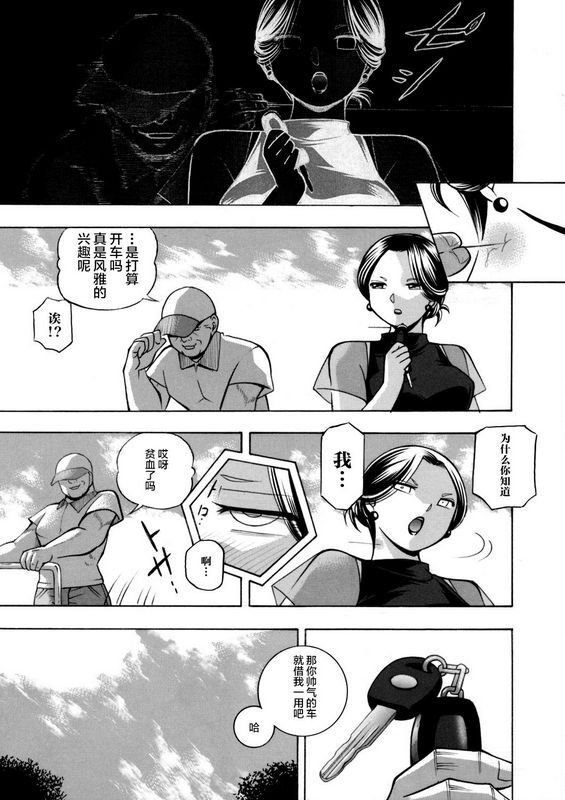 …是打算
开车吗
真是风雅的
兴趣呢
诶!?
为什么你知道
我…
啊…
哎呀
贫血了吗
那你帅气的车
就借我一用吧
哈